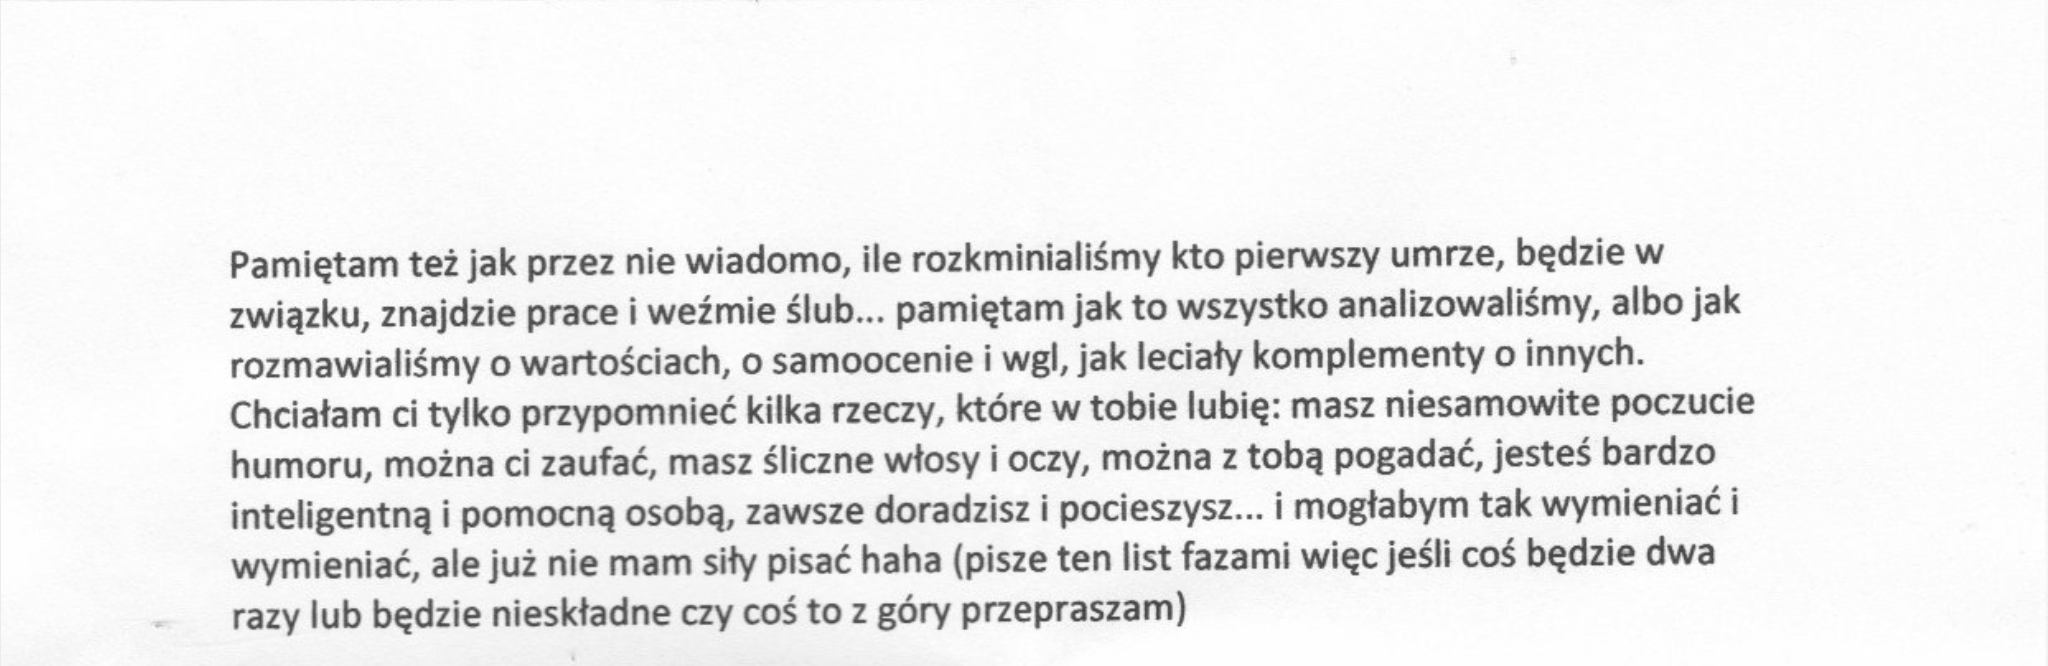 Pamiętam też jak przez nie wiadomo, ile rozkminialiśmy kto pierwszy umrze, będzie w
związku, znajdzie prace i weźmie ślub... pamiętam jak to wszystko analizowaliśmy, albo jak
rozmawialiśmy o wartościach, o samoocenie i wgl, jak leciały komplementy o innych.
Chciałam ci tylko przypomnieć kilka rzeczy, które w tobie lubię: masz niesamowite poczucie
humoru, można ci zaufać, masz śliczne włosy i oczy, można z tobą pogadać, jesteś bardzo
inteligentną i pomocną osobą, zawsze doradzisz i pocieszysz... i mogłabym tak wymieniać i
wymieniać, ale już nie mam siły pisać haha (pisze ten list fazami więc jeśli coś będzie dwa
razy lub będzie nieskładne czy coś to z góry przepraszam)